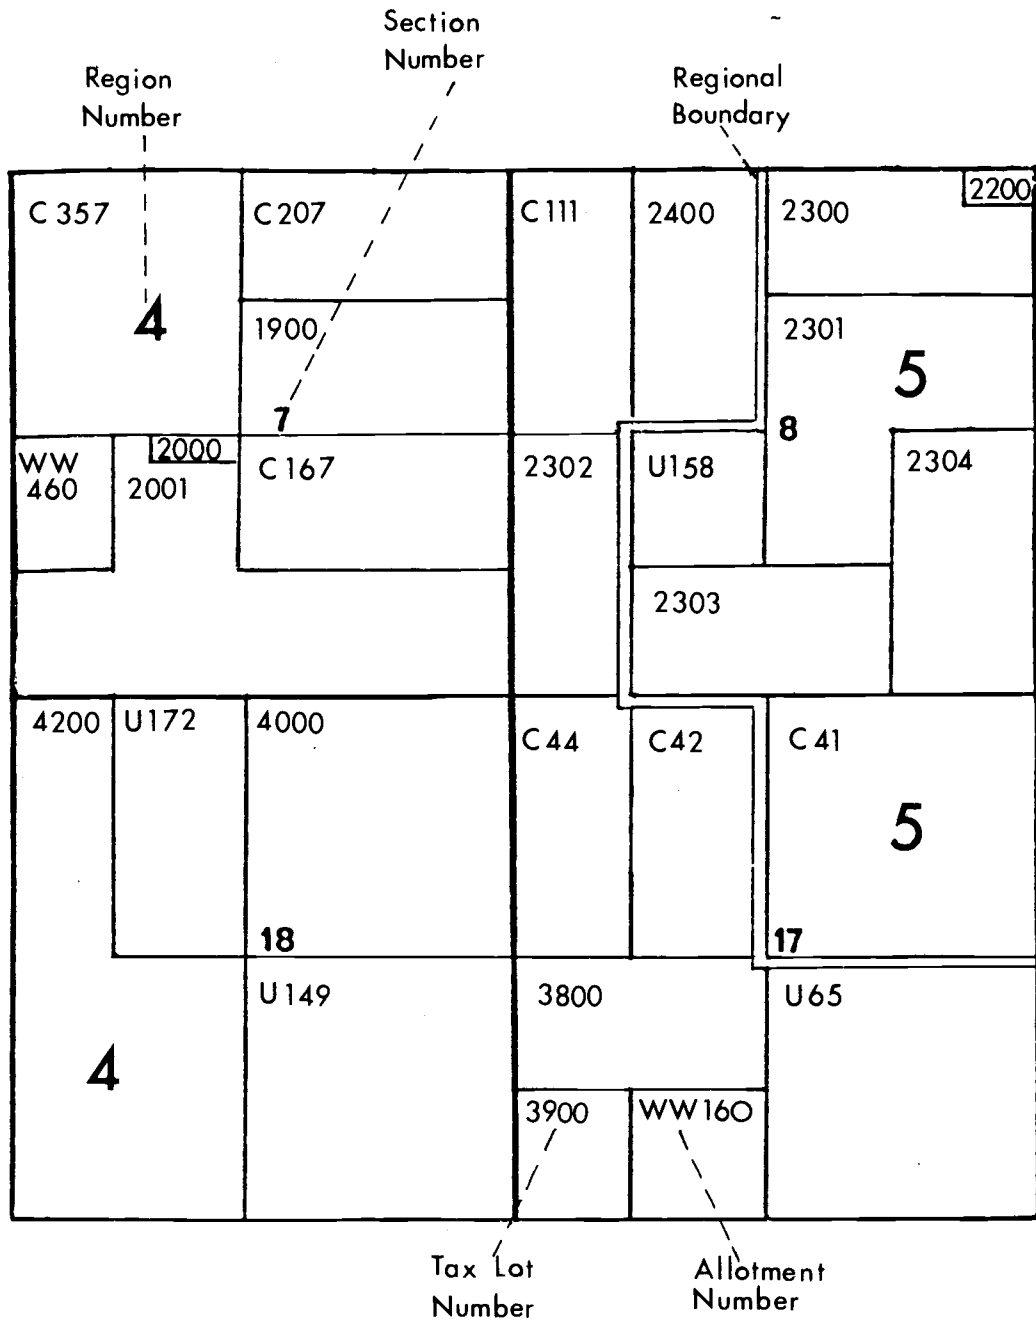 Section
Number
Region
Number
Regional
Boundary
C 357
C 207
C 111
2400
2300
2200
4
1900
2301
5
7
8
WW
460
2000
2001
C 167
2302
U158
2304
2303
4200
U172
4000
C 44
C 42
C 41
5
18
17
U 149
3800
U65
4
3900
WW 160
Tax Lot
Number
Allotment
Number